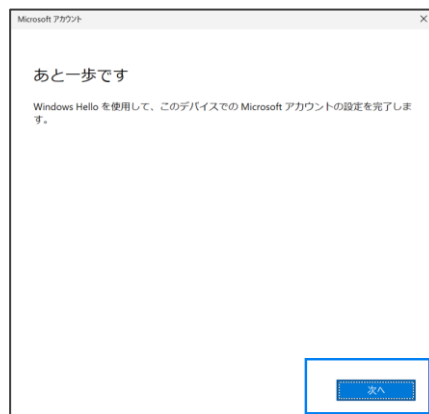 Microsoft アカウント
あと一歩です
Windows Hello を使用して、このデバイスでの Microsoft アカウントの設定を完了しま
す。
次へ